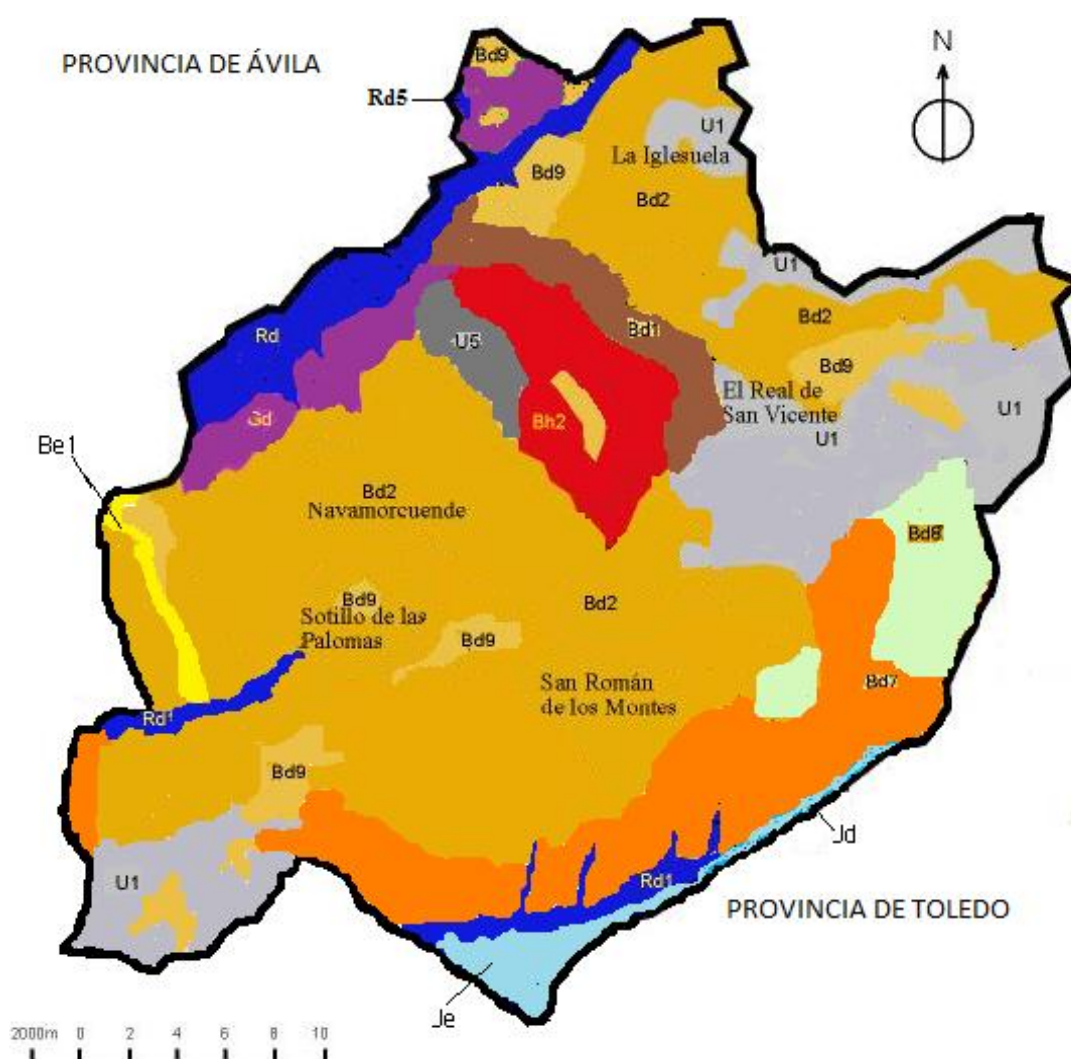 PROVINCIA DE ÁVILA
Bd9
N
Rd5
U1
La Iglesuela
Bd9
Bd2
U1
Bd2
Rd
U5
Bd1
Bd9
El Real de
San Vicente
U1
U1
Gd
Bh2
Be1
Bd2
Navamorcuende
Bd8
Bd9
Bd2
Sotillo de las
Palomas
Bd9
San Román
de los Montes
Bd7
Rd1
Bd9
Jd
U1
Rd1
PROVINCIA DE TOLEDO
Je
2000m 0 2 4 6 8 10